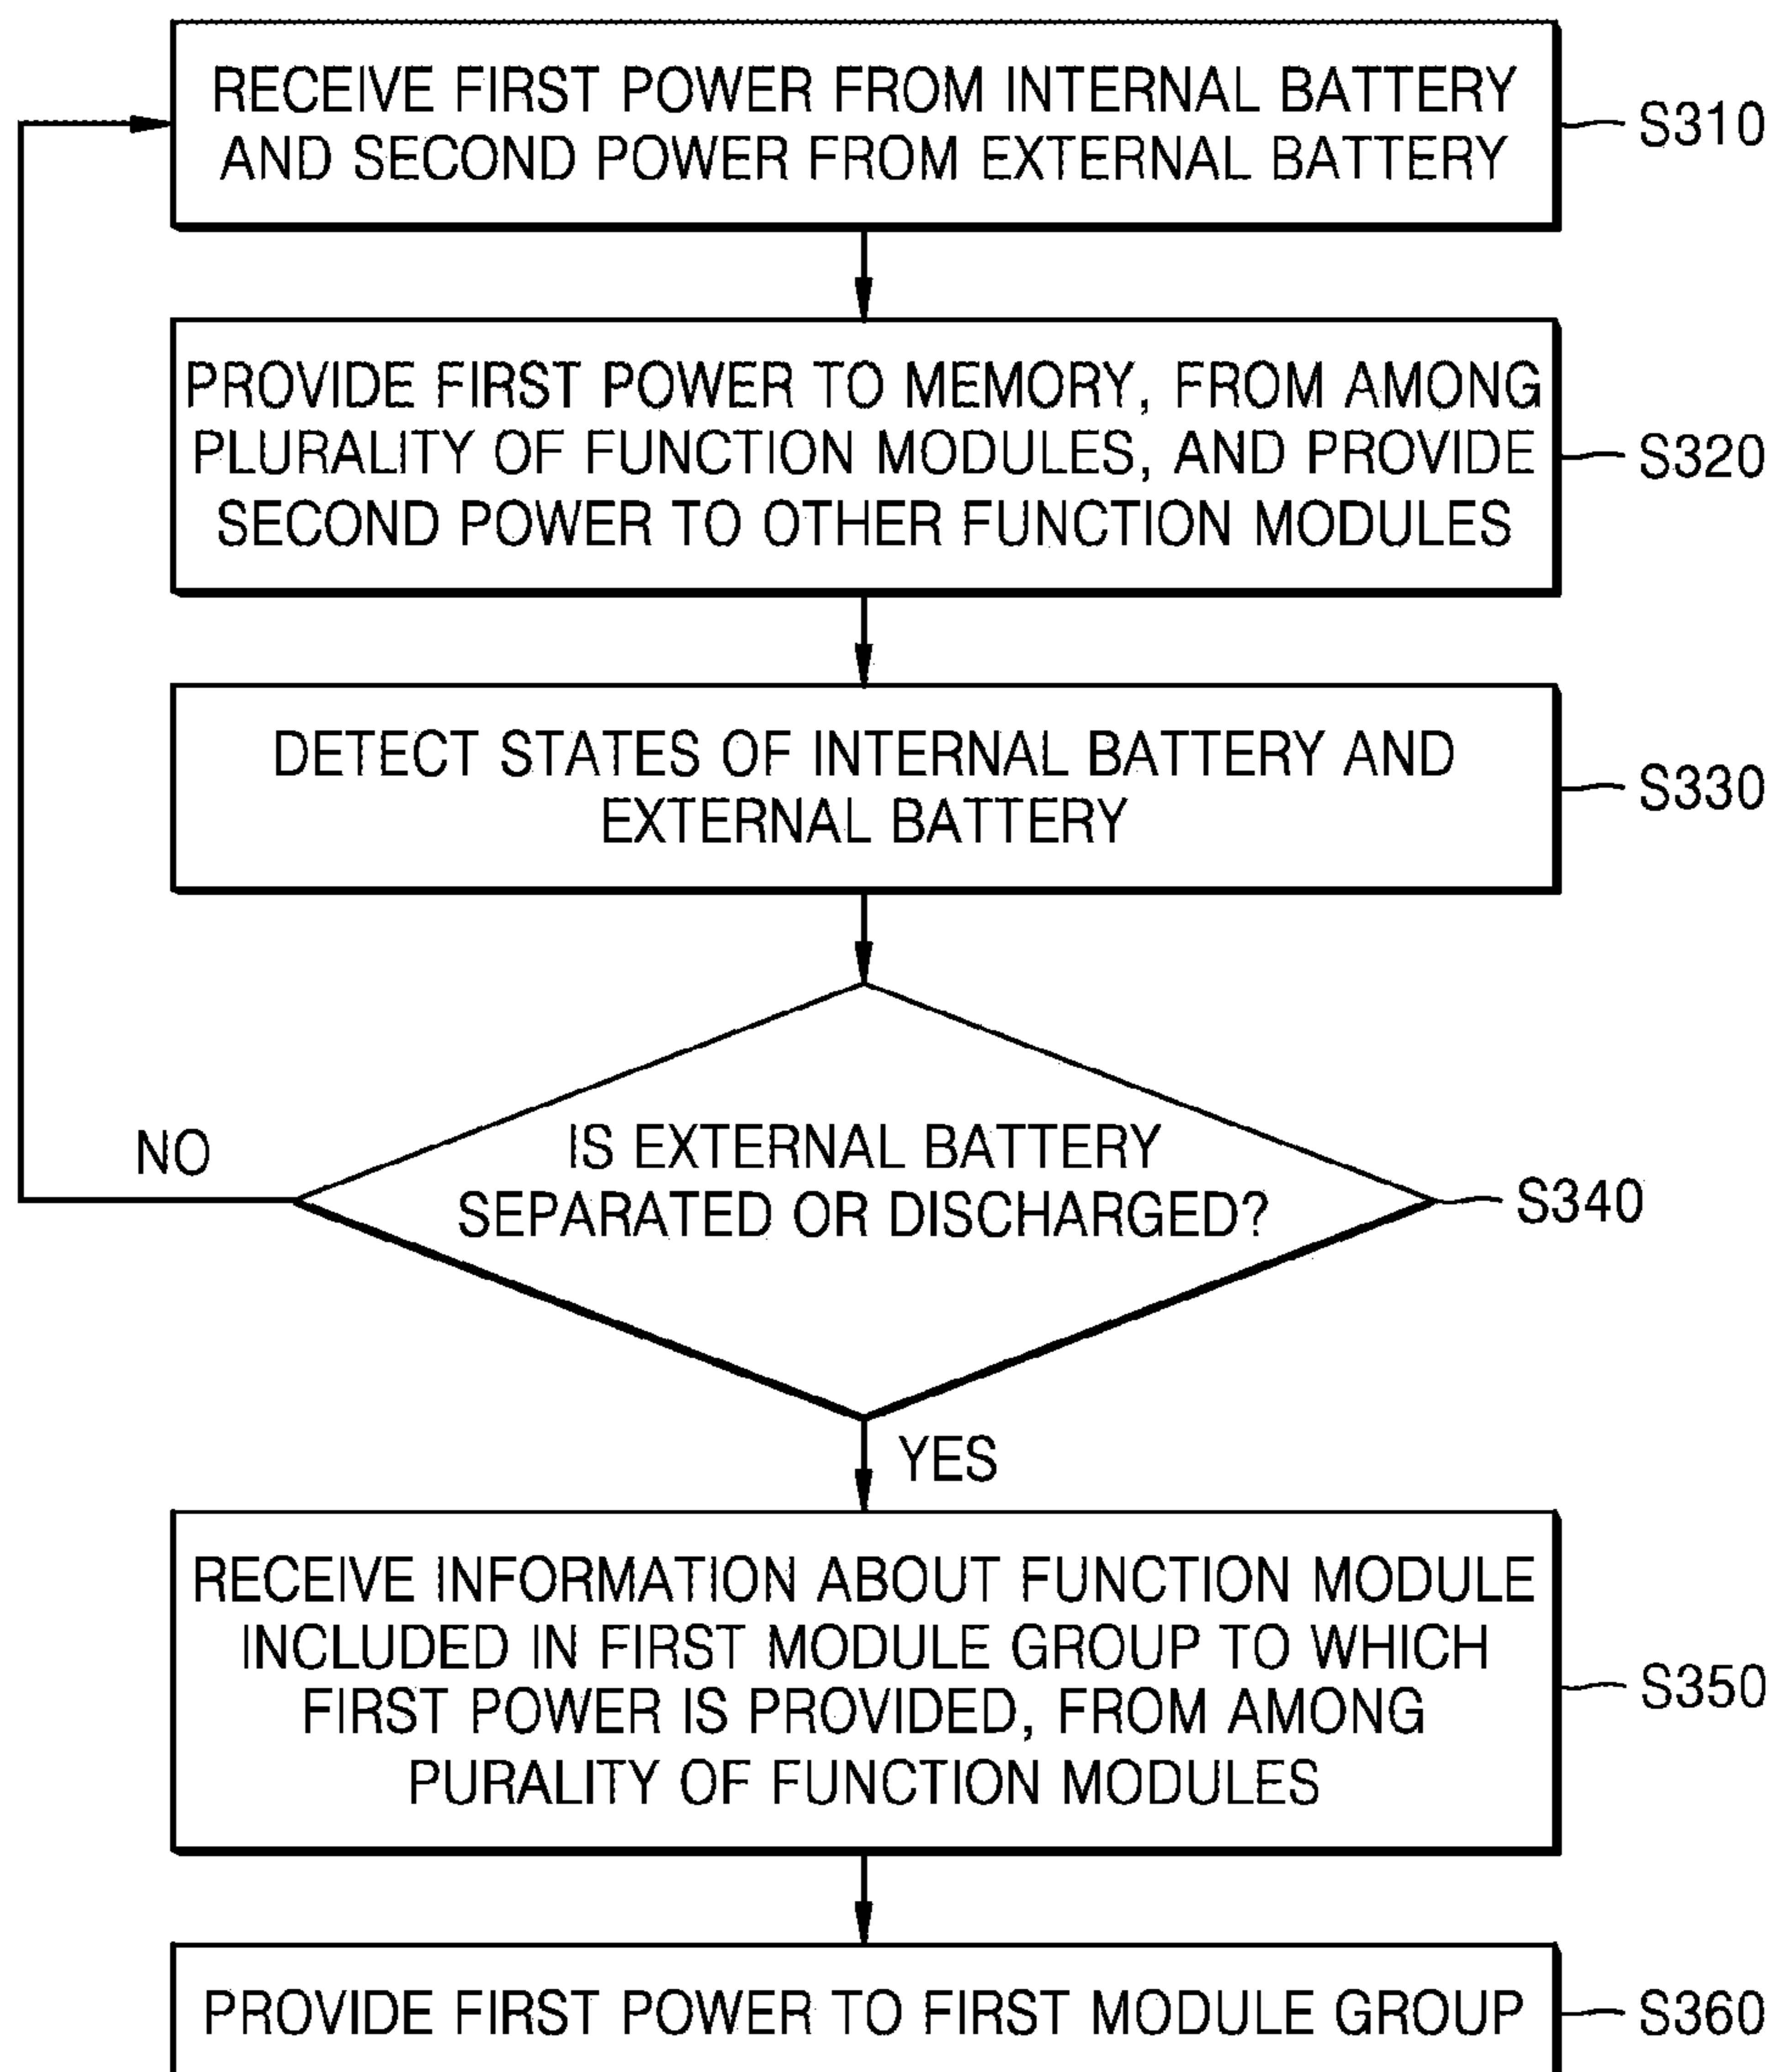 RECEIVE FIRST POWER FROM INTERNAL BATTERY
AND SECOND POWER FROM EXTERNAL BATTERY
S310
PROVIDE FIRST POWER TO MEMORY, FROM AMONG
PLURALITY OF FUNCTION MODULES, AND PROVIDE
SECOND POWER TO OTHER FUNCTION MODULES
S320
DETECT STATES OF INTERNAL BATTERY AND
EXTERNAL BATTERY
S330
IS EXTERNAL BATTERY
SEPARATED OR DISCHARGED?
S340
NO
YES
RECEIVE INFORMATION ABOUT FUNCTION MODULE
INCLUDED IN FIRST MODULE GROUP TO WHICH
FIRST POWER IS PROVIDED, FROM AMONG
PURALITY OF FUNCTION MODULES
S350
PROVIDE FIRST POWER TO FIRST MODULE GROUP
S360